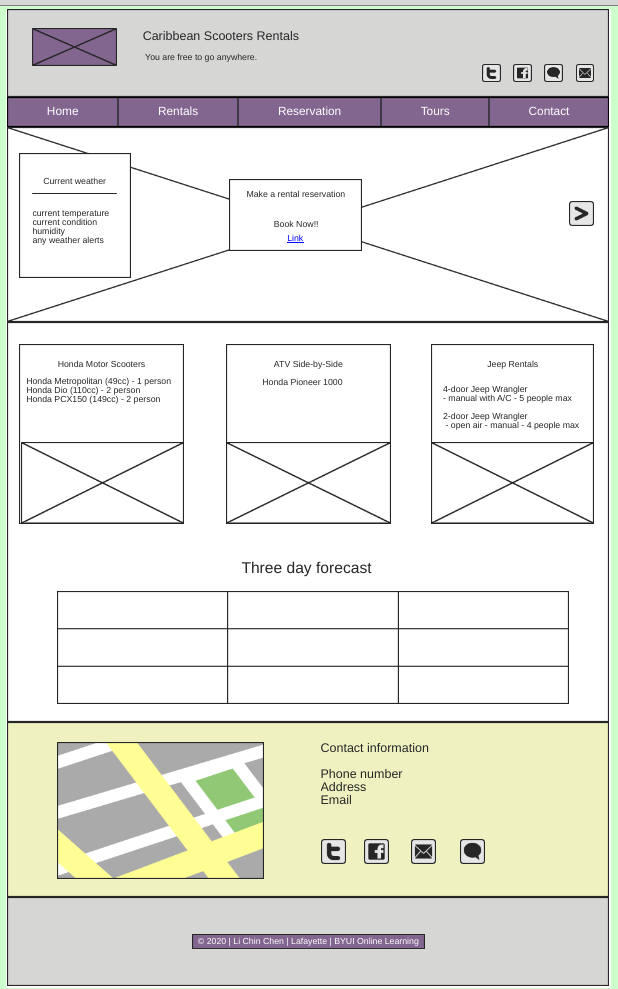 Caribbean Scooters Rentals
You are free to go anywhere.
Home
Rentals
Reservation
Tours
Contact
Current weather
current temperature
current condition
humidity
any weather alerts
Make a rental reservation
Book Now!!
Link
Honda Motor Scooters
Honda Metropolitan (49cc) - 1 person
Honda Dio (110cc) - 2 person
Honda PCX150 (149cc) - 2 person
ATV Side-by-Side
Honda Pioneer 1000
Jeep Rentals
4-door Jeep Wrangler
- manual with A/C - 5 people max
2-door Jeep Wrangler
- open air - manual - 4 people max
Three day forecast
Contact information
Phone number
Address
Email
© 2020 | Li Chin Chen | Lafayette | BYUI Online Learning